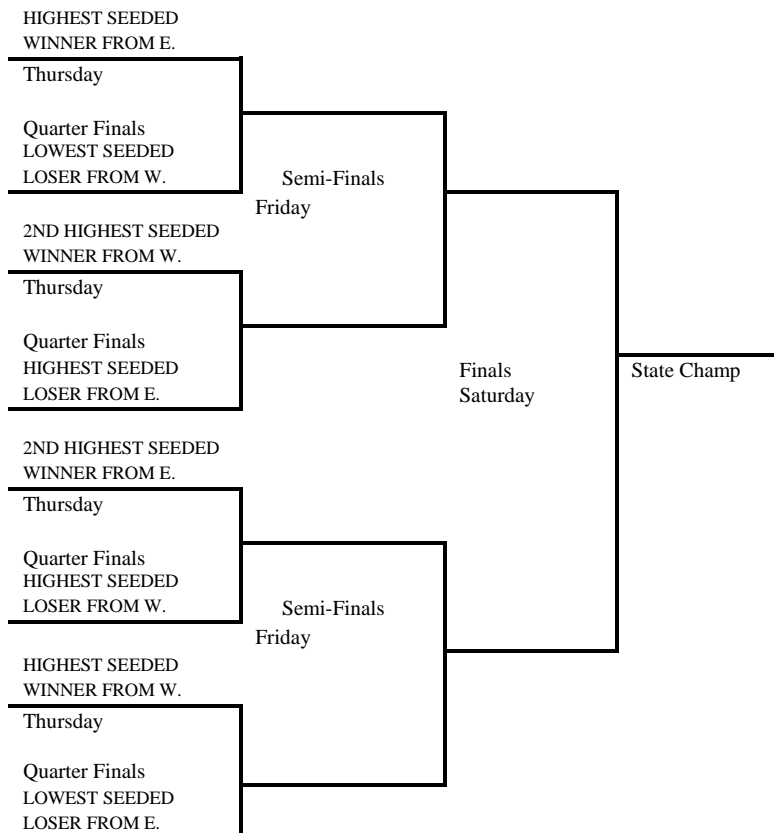 HIGHEST SEEDED
WINNER FROM E.
Thursday
Quarter Finals
LOWEST SEEDED
LOSER FROM W.
Semi-Finals
Friday
2ND HIGHEST SEEDED
WINNER FROM W.
Thursday
Quarter Finals
HIGHEST SEEDED
LOSER FROM E.
Finals
Saturday
State Champ
2ND HIGHEST SEEDED
WINNER FROM E.
Thursday
Quarter Finals
HIGHEST SEEDED
LOSER FROM W.
Semi-Finals
Friday
HIGHEST SEEDED
WINNER FROM W.
Thursday
Quarter Finals
LOWEST SEEDED
LOSER FROM E.